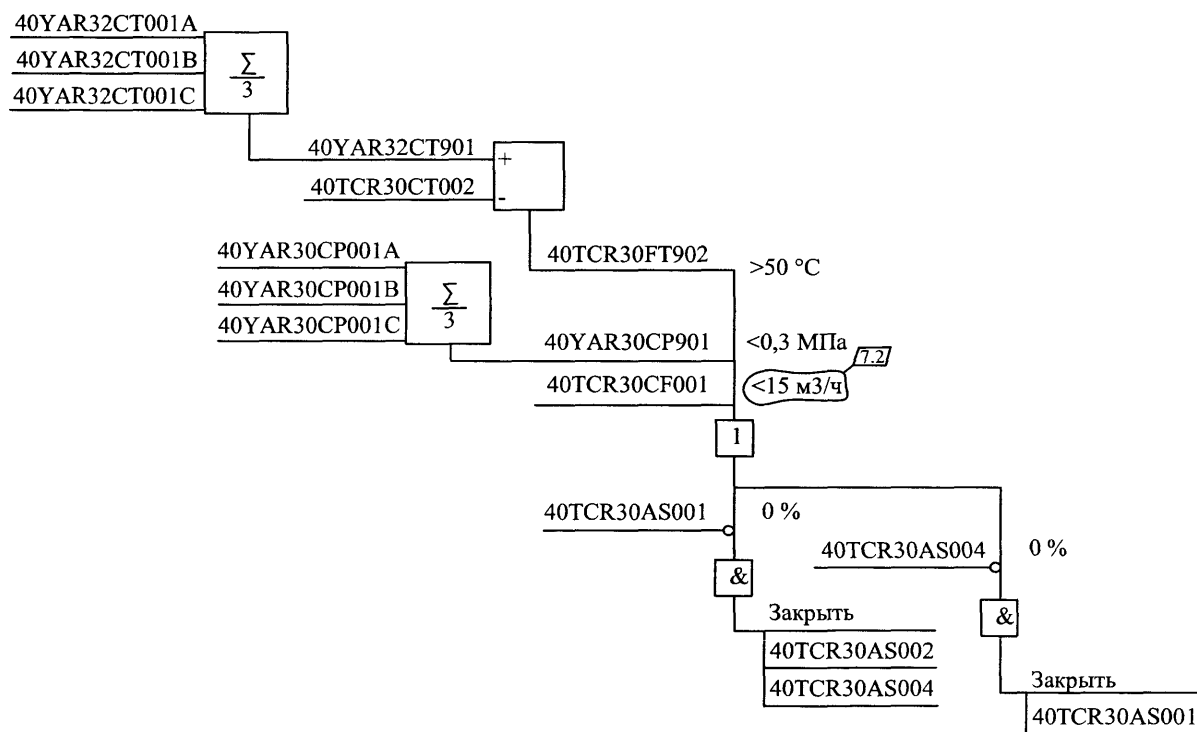 40YAR32CT001A
40YAR32CT001B
40YAR32CT001C
∑
3
40YAR32CT901
+
40TCR30CT002
-
40TCR30FT902
>50 °C
40YAR30CP001A
40YAR30CP001B
40YAR30CP001C
∑
3
40YAR30CP901
<0,3 МПа
7.2
40TCR30CF001
<15 м3/ч
1
40TCR30AS001
0 %
40TCR30AS004
0 %
&
&
Закрыть
40TCR30AS002
40TCR30AS004
Закрыть
40TCR30AS001